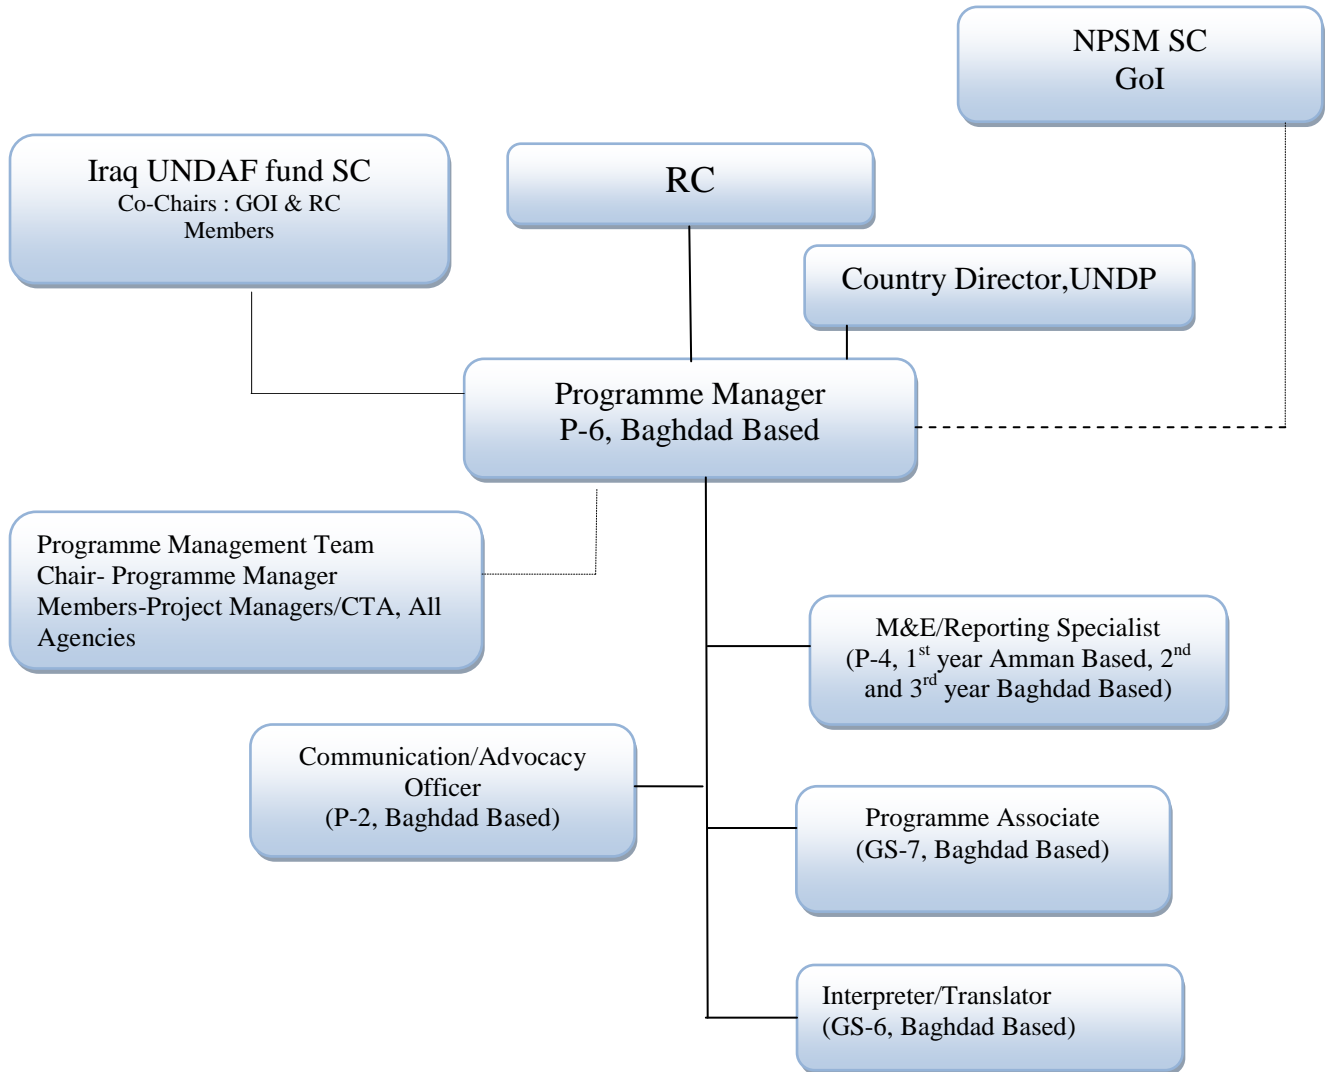 NPSM SC
GoI
Iraq UNDAF fund SC
Co-Chairs : GOI & RC
Members
RC
Country Director,UNDP
Programme Manager
P-6, Baghdad Based
Programme Management Team
Chair- Programme Manager
Members-Project Managers/CTA, All
Agencies
M&E/Reporting Specialist
(P-4, 1st year Amman Based, 2nd
and 3rd year Baghdad Based)
Communication/Advocacy
Officer
(P-2, Baghdad Based)
Programme Associate
(GS-7, Baghdad Based)
Interpreter/Translator
(GS-6, Baghdad Based)